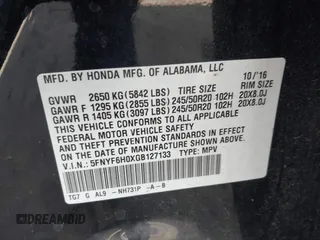 MFD. BY HONDA MFG. OF ALABAMA, LLC
10/'16
GVWR 2650 KG (5842 LBS) TIRE SIZE RIM SIZE
GAWR F 1295 KG (2855 LBS) 245/50R20 102H 20X8.0J
GAWR R 1405 KG (3097 LBS) 245/50R20 102H 20X8.0J
THIS VEHICLE CONFORMS TO ALL APPLICABLE
FEDERAL MOTOR VEHICLE SAFETY STANDARDS
IN EFFECT ON THE DATE OF MANUFACTURE SHOWN ABOVE.
V.I.N.: 5FNYF6H0XGB127133 TYPE: MPV
TG7 G AL9 -NH731P -A-B
DREAMBID